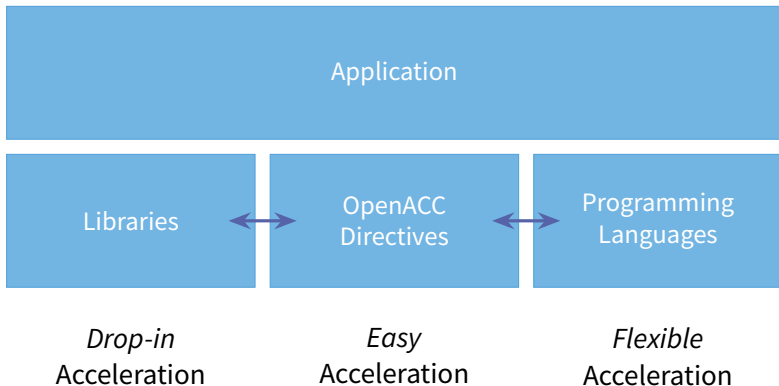 Application
Libraries
OpenACC
Directives
Programming
Languages
Drop-in
Acceleration
Easy
Acceleration
Flexible
Acceleration